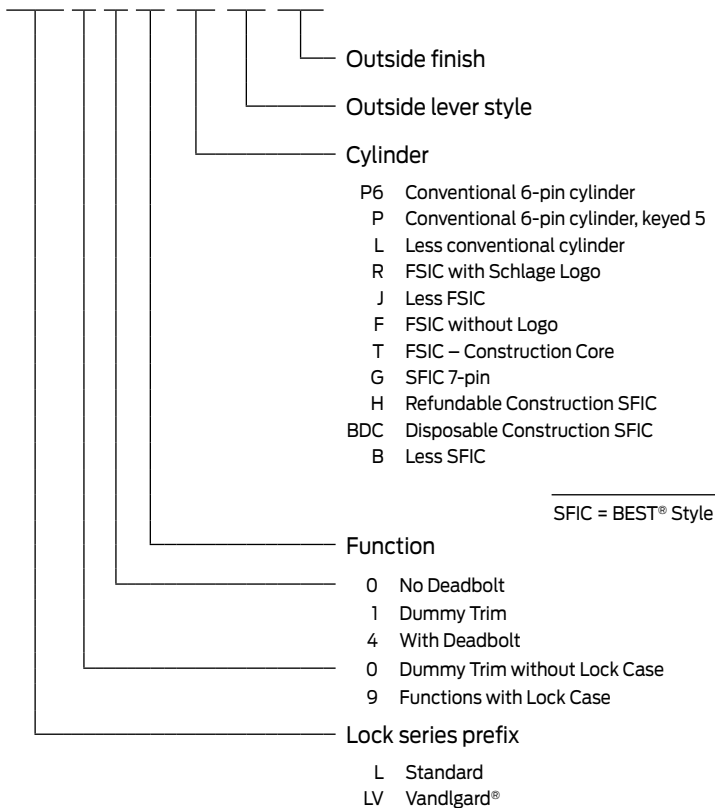 Outside finish
Outside lever style
Cylinder
P6 Conventional 6-pin cylinder
P Conventional 6-pin cylinder, keyed 5
L Less conventional cylinder
R FSIC with Schlage Logo
J Less FSIC
F FSIC without Logo
T FSIC – Construction Core
G SFIC 7-pin
H Refundable Construction SFIC
BDC Disposable Construction SFIC
B Less SFIC
SFIC = BEST® Style
Function
0 No Deadbolt
1 Dummy Trim
4 With Deadbolt
0 Dummy Trim without Lock Case
9 Functions with Lock Case
Lock series prefix
L Standard
LV Vandlgard®